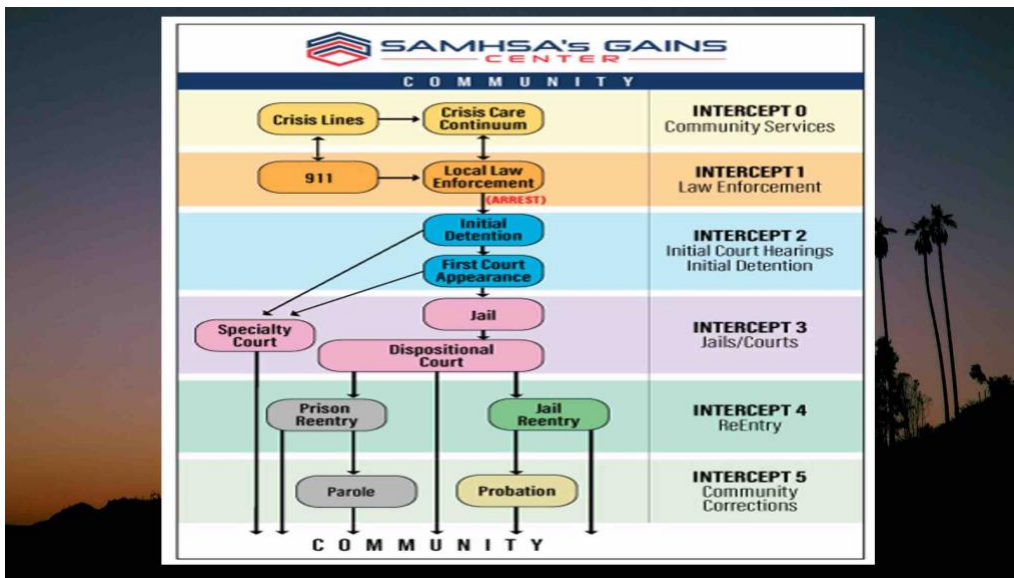 SAMHSA's GAINS
CENTER
COMMUNITY
Crisis Lines
Crisis Care
Continuum
INTERCEPT 0
Community Services
911
Local Law
Enforcement
(ARREST)
INTERCEPT 1
Law Enforcement
Initial
Detention
First Court
Appearance
INTERCEPT 2
Initial Court Hearings
Initial Detention
Jail
Specialty
Court
Dispositional
Court
INTERCEPT 3
Jails/Courts
Prison
Reentry
Jail
Reentry
INTERCEPT 4
ReEntry
Parole
Probation
INTERCEPT 5
Community
Corrections
COMMUNITY